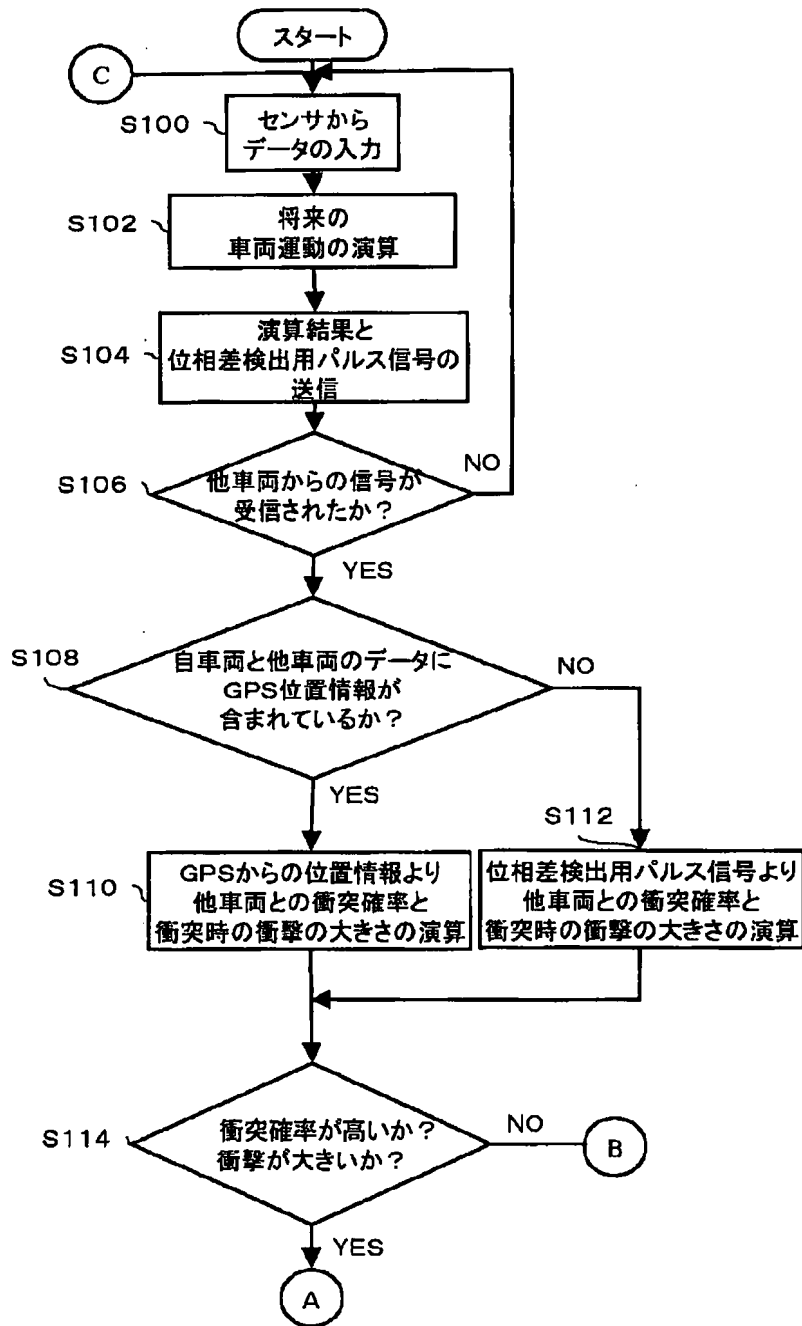 スタート
C
S100
センサから
データの入力
S102
将来の
車両運動の演算
S104
演算結果と
位相差検出用パルス信号の
送信
S106
他車両からの信号が
受信されたか?
NO
YES
S108
自車両と他車両のデータに
GPS位置情報が
含まれているか?
NO
YES
S110
GPSからの位置情報より
他車両との衝突確率と
衝突時の衝撃の大きさの演算
S112
位相差検出用パルス信号より
他車両との衝突確率と
衝突時の衝撃の大きさの演算
S114
衝突確率が高いか?
衝撃が大きいか?
NO
B
YES
A